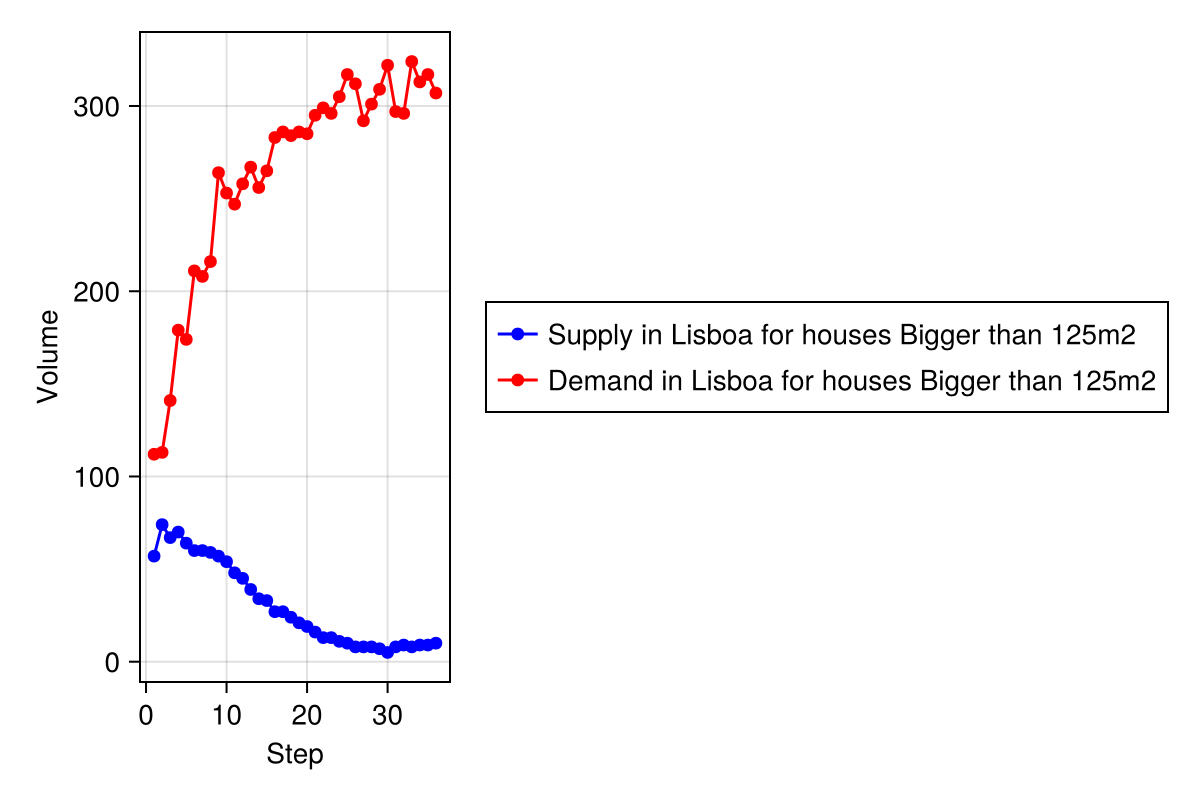 300
200
100
0
Volume
0 10 20 30
Step
Supply in Lisboa for houses Bigger than 125m2
Demand in Lisboa for houses Bigger than 125m2